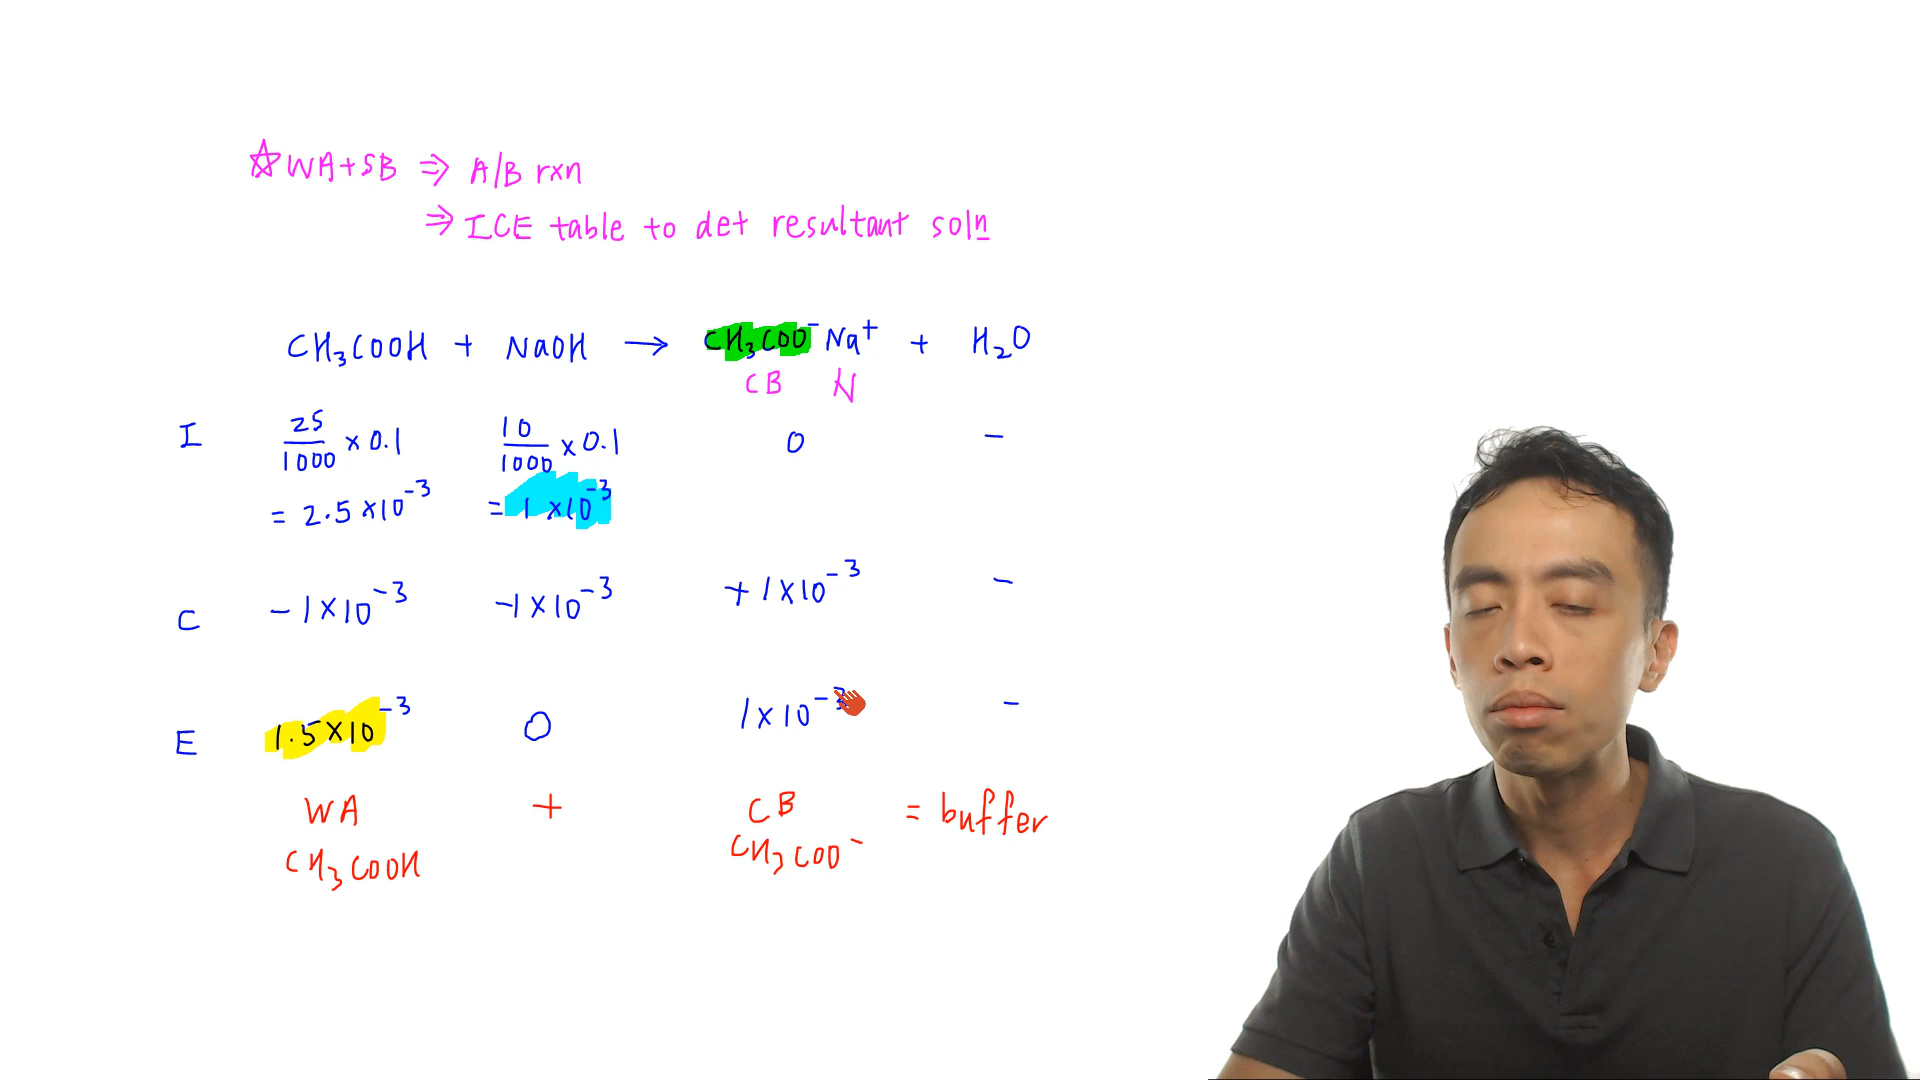 ☆ WA+SB ⇒ A/B rxn
⇒ ICE table to det resultant soln
CH₃COOH + NaOH → CH₃COO⁻Na⁺ + H₂O
CB N
I 25/1000 × 0.1 10/1000 × 0.1 0 –
= 2.5×10⁻³ = 1×10⁻³
C –1×10⁻³ –1×10⁻³ +1×10⁻³ –
E 1.5×10⁻³ 0 1×10⁻³ –
WA + CB = buffer
CH₃COOH CH₃COO⁻